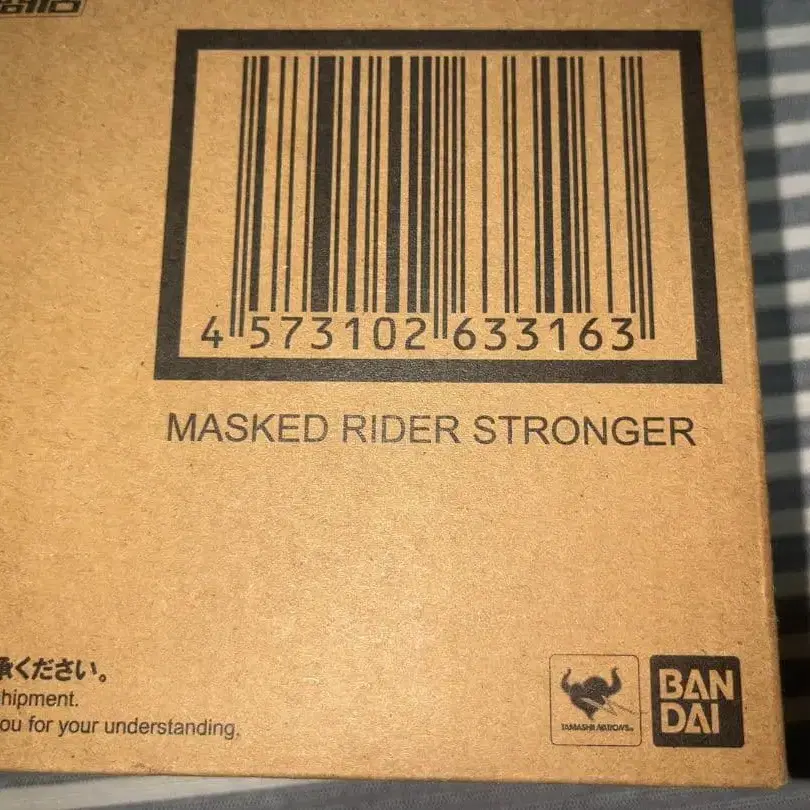 4 573102 633163
MASKED RIDER STRONGER
承ください。
hipment.
ou for your understanding.
TAMASHII NATIONS
BAN
DAI